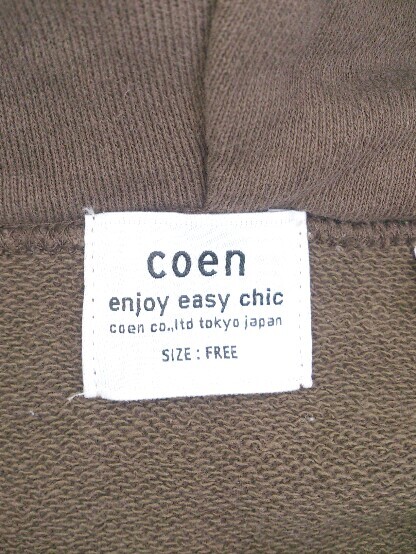 coen
enjoy easy chic
coen co.,ltd tokyo japan
SIZE : FREE